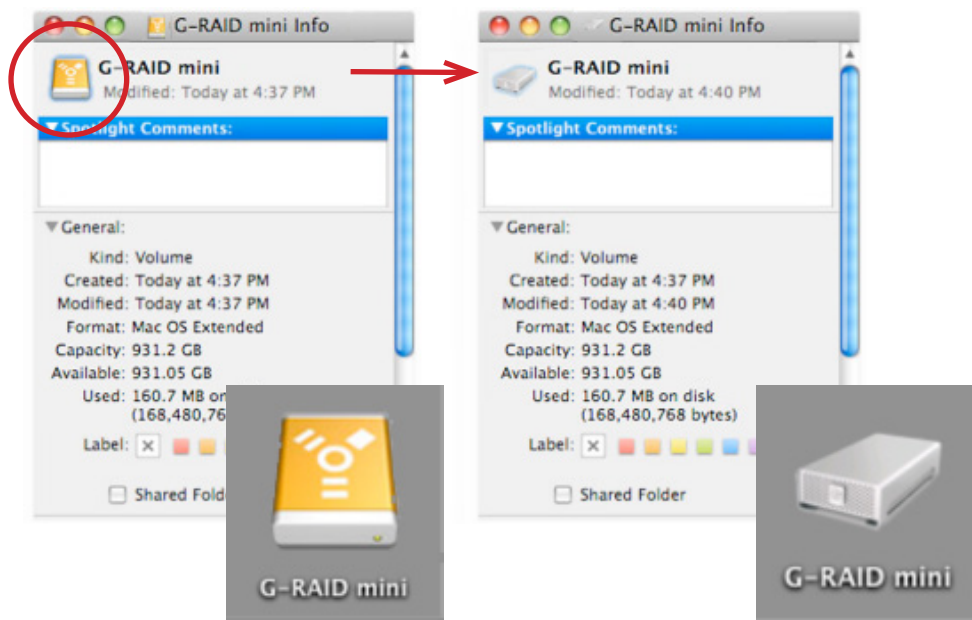 G-RAID mini Info
G-RAID mini
Modified: Today at 4:37 PM
Spotlight Comments:
General:
Kind: Volume
Created: Today at 4:37 PM
Modified: Today at 4:37 PM
Format: Mac OS Extended
Capacity: 931.2 GB
Available: 931.05 GB
Used: 160.7 MB on
(168,480,76
Label:
Shared Fold
G-RAID mini
G-RAID mini Info
G-RAID mini
Modified: Today at 4:40 PM
Spotlight Comments:
General:
Kind: Volume
Created: Today at 4:37 PM
Modified: Today at 4:40 PM
Format: Mac OS Extended
Capacity: 931.2 GB
Available: 931.05 GB
Used: 160.7 MB on disk
(168,480,768 bytes)
Label:
Shared Folder
G-RAID mini